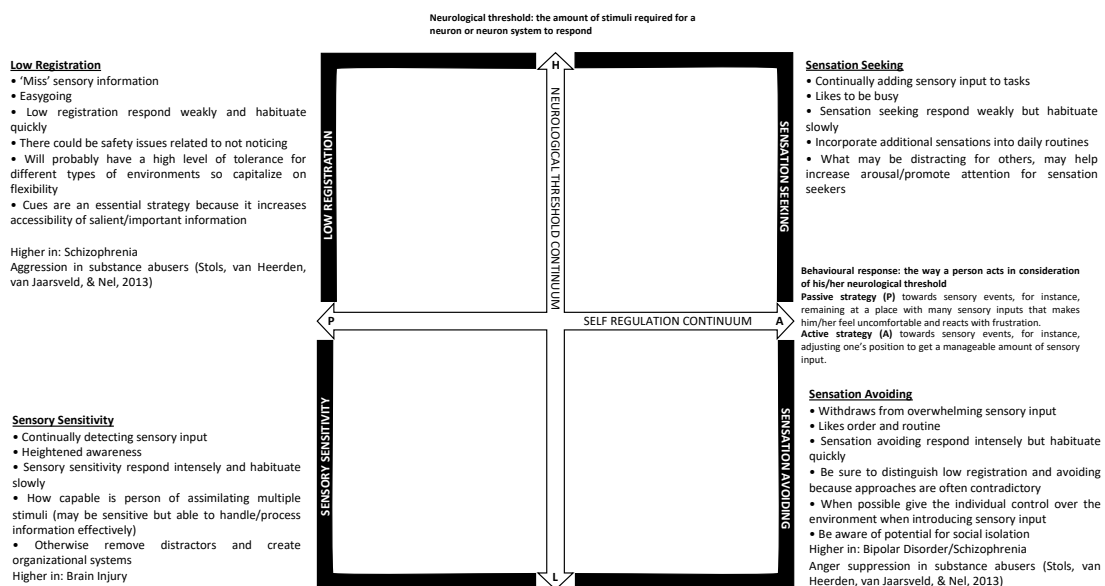 Neurological threshold: the amount of stimuli required for a
neuron or neuron system to respond
Low Registration
• ‘Miss’ sensory information
• Easygoing
• Low registration respond weakly and habituate
quickly
• There could be safety issues related to not noticing
• Will probably have a high level of tolerance for
different types of environments so capitalize on
flexibility
• Cues are an essential strategy because it increases
accessibility of salient/important information
Higher in: Schizophrenia
Aggression in substance abusers (Stols, van Heerden,
van Jaarsveld, & Nel, 2013)
LOW REGISTRATION
H
NEUROLOGICAL THRESHOLD CONTINUUM
SENSATION SEEKING
Sensation Seeking
• Continually adding sensory input to tasks
• Likes to be busy
• Sensation seeking respond weakly but habituate
slowly
• Incorporate additional sensations into daily routines
• What may be distracting for others, may help
increase arousal/promote attention for sensation
seekers
P
SELF REGULATION CONTINUUM
A
Behavioural response: the way a person acts in consideration
of his/her neurological threshold
Passive strategy (P) towards sensory events, for instance,
remaining at a place with many sensory inputs that makes
him/her feel uncomfortable and reacts with frustration.
Active strategy (A) towards sensory events, for instance,
adjusting one’s position to get a manageable amount of sensory
input.
Sensory Sensitivity
• Continually detecting sensory input
• Heightened awareness
• Sensory sensitivity respond intensely and habituate
slowly
• How capable is person of assimilating multiple
stimuli (may be sensitive but able to handle/process
information effectively)
• Otherwise remove distractors and create
organizational systems
Higher in: Brain Injury
SENSORY SENSITIVITY
L
SENSATION AVOIDING
Sensation Avoiding
• Withdraws from overwhelming sensory input
• Likes order and routine
• Sensation avoiding respond intensely but habituate
quickly
• Be sure to distinguish low registration and avoiding
because approaches are often contradictory
• When possible give the individual control over the
environment when introducing sensory input
• Be aware of potential for social isolation
Higher in: Bipolar Disorder/Schizophrenia
Anger suppression in substance abusers (Stols, van
Heerden, van Jaarsveld, & Nel, 2013)